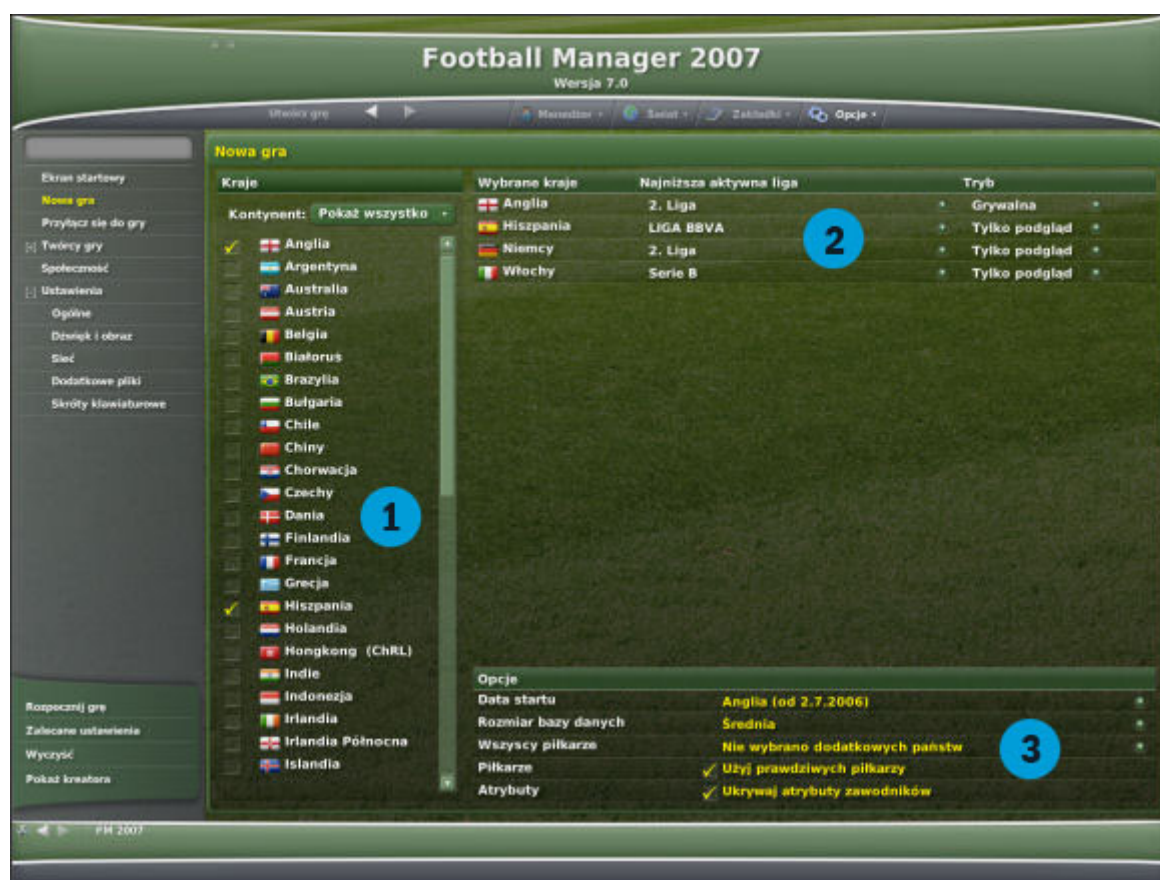 Football Manager 2007
Wersja 7.0
Utwórz grę
Menedżer
Świat
Zakładki
Opcje
Nowa gra
Ekran startowy
Nowa gra
Przyłącz się do gry
[-] Twórcy gry
Społeczność
[-] Ustawienia
Ogólne
Dźwięk i obraz
Sieć
Dodatkowe pliki
Skróty klawiaturowe
Rozpocznij grę
Zalecane ustawienia
Wyczyść
Pokaż kreatora
Kraje
Kontynent: Pokaż wszystko
Anglia
Argentyna
Australia
Austria
Belgia
Białoruś
Brazylia
Bułgaria
Chile
Chiny
Chorwacja
Czechy
Dania
Finlandia
Francja
Grecja
Hiszpania
Holandia
Hongkong (ChRL)
Indie
Indonezja
Irlandia
Irlandia Północna
Islandia
1
Wybrane kraje Najniższa aktywna liga Tryb
Anglia 2. Liga Grywalna
Hiszpania LIGA BBVA Tylko podgląd
Niemcy 2. Liga Tylko podgląd
Włochy Serie B Tylko podgląd
2
Opcje
Data startu Anglia (od 2.7.2006)
Rozmiar bazy danych Średnia
Wszyscy piłkarze Nie wybrano dodatkowych państw
Piłkarze Użyj prawdziwych piłkarzy
Atrybuty Ukrywaj atrybuty zawodników
3
FM 2007